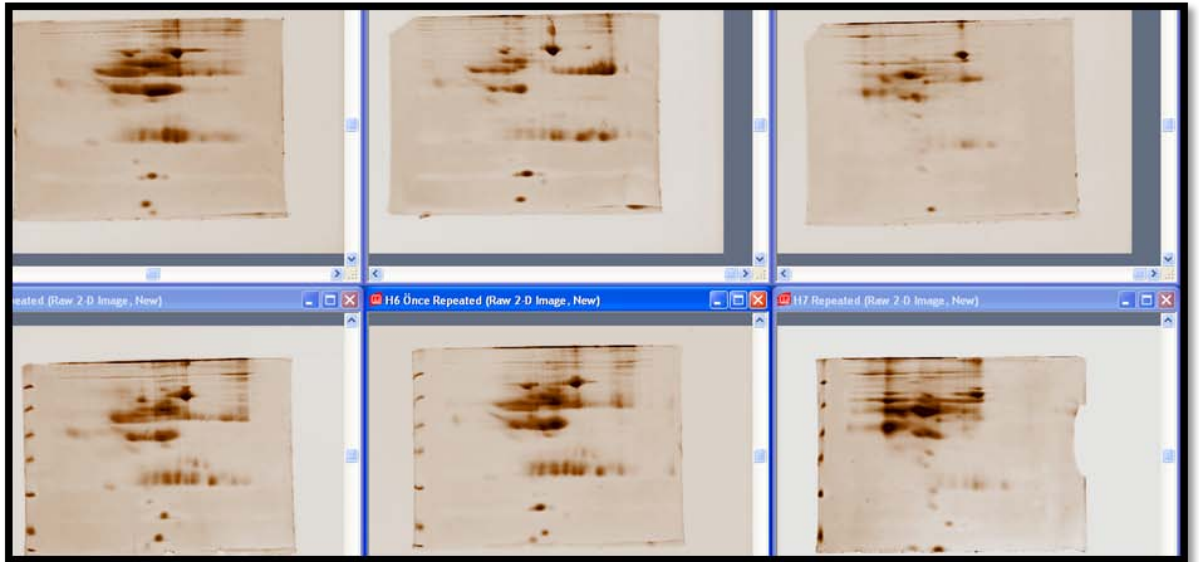 eated (Raw 2-D Image, New)
H6 Önce Repeated (Raw 2-D Image, New)
H7 Repeated (Raw 2-D Image, New)